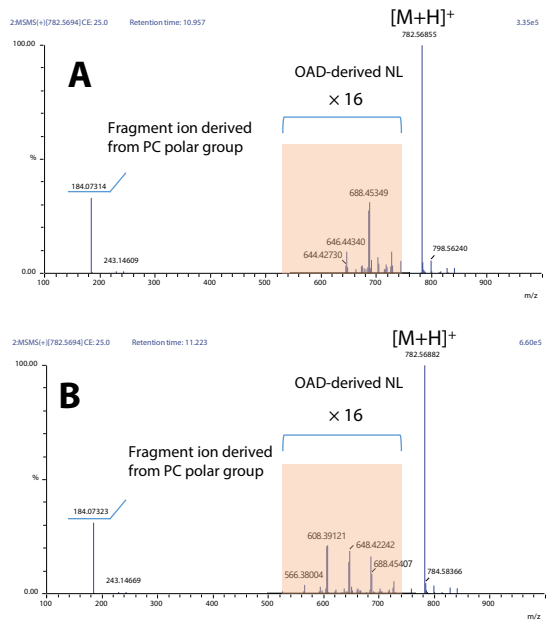 [M+H]+
2:MSMS(+)[782.5694] CE: 25.0 Retention time: 10.957 3.35e5
782.56855
100.00
A
OAD-derived NL
× 16
Fragment ion derived
from PC polar group
%
184.07314
688.45349
646.44340
644.42730
798.56240
243.14609
0.00
100 200 300 400 500 600 700 800 900
m/z
[M+H]+
2:MSMS(+)[782.5694] CE: 25.0 Retention time: 11.223 6.60e5
782.56882
100.00
B
OAD-derived NL
× 16
Fragment ion derived
from PC polar group
%
184.07323
608.39121
648.42242
688.45407
566.38004
784.58366
243.14669
0.00
100 200 300 400 500 600 700 800 900
m/z